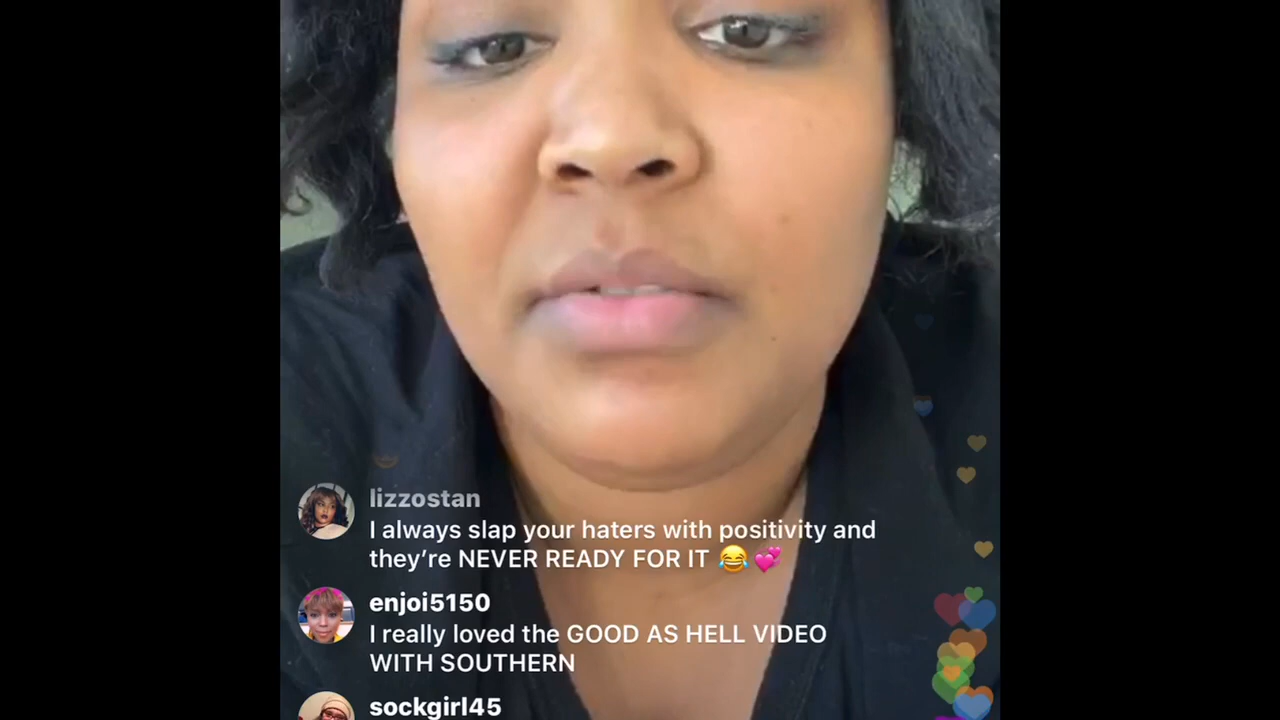 lizzostan
I always slap your haters with positivity and
they’re NEVER READY FOR IT 😂 💞
enjoi5150
I really loved the GOOD AS HELL VIDEO
WITH SOUTHERN
sockgirl45